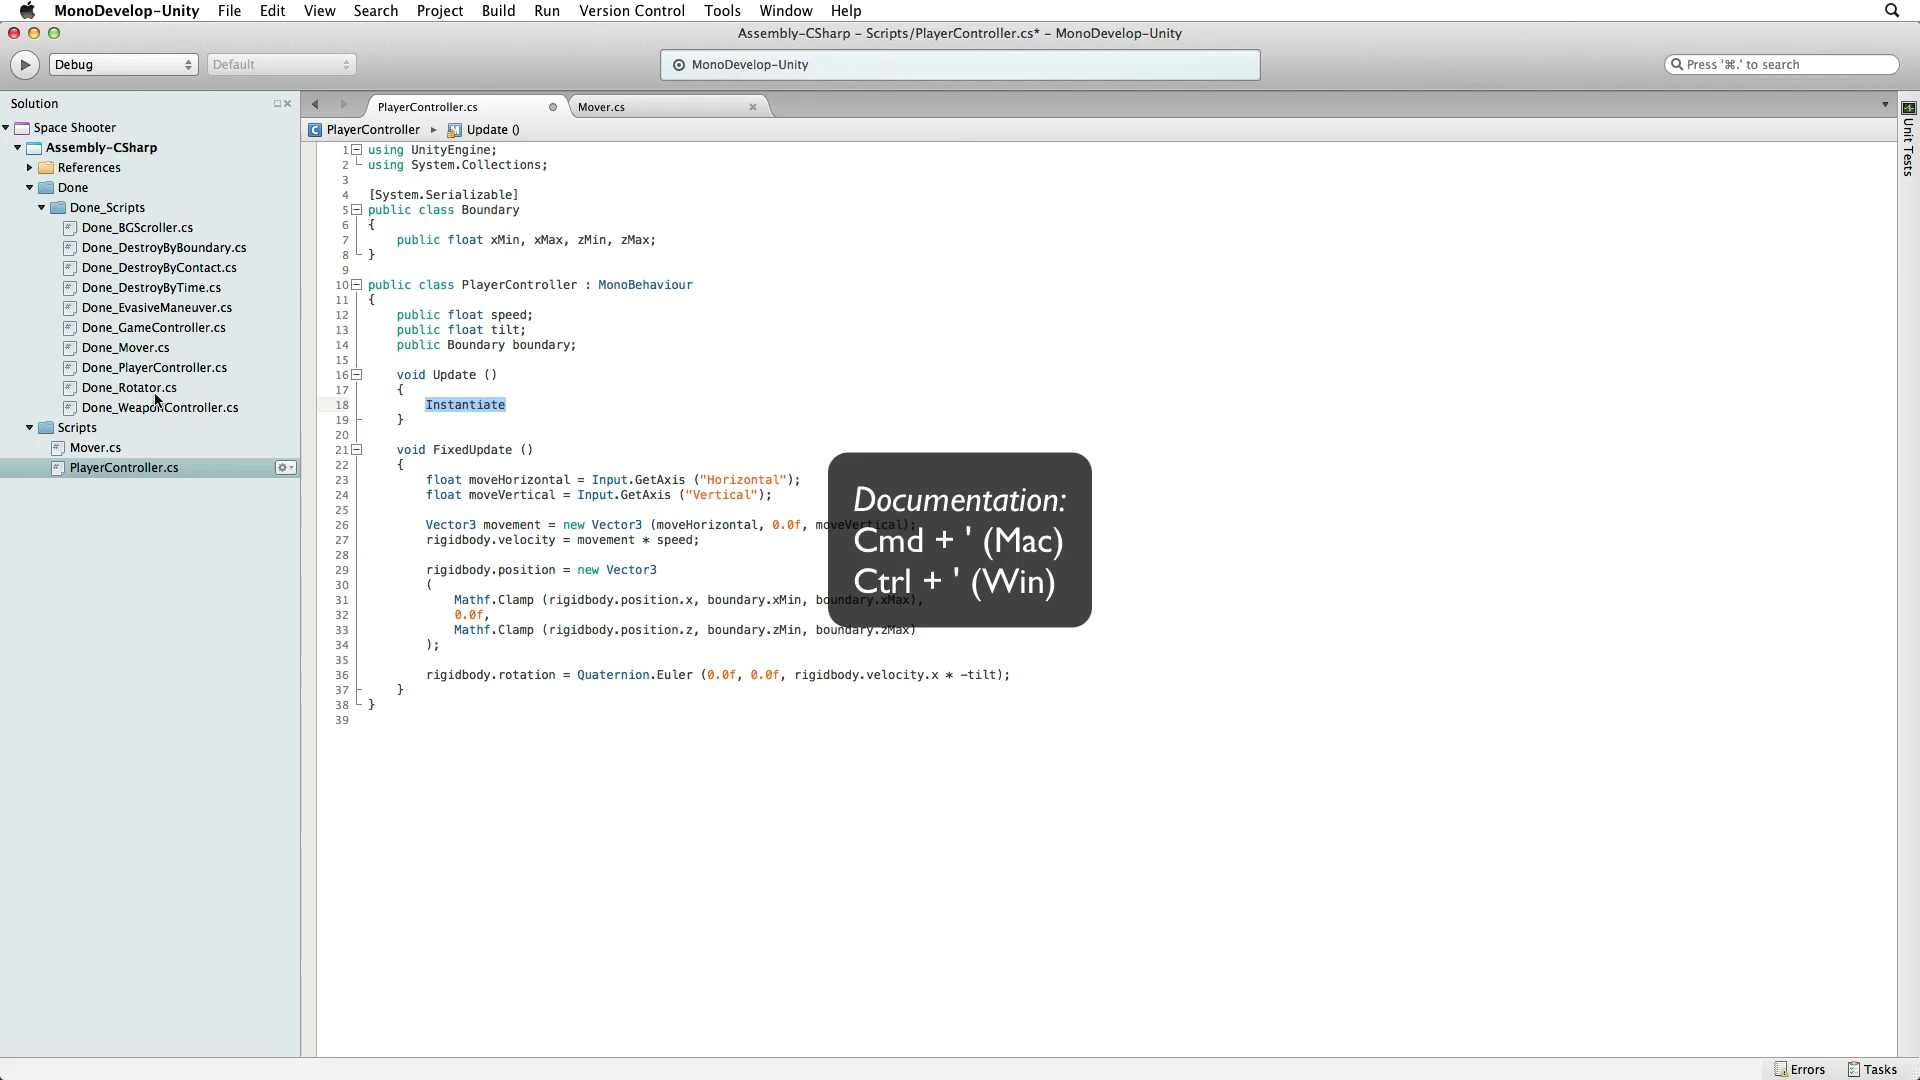 MonoDevelop-Unity File Edit View Search Project Build Run Version Control Tools Window Help
Assembly-CSharp – Scripts/PlayerController.cs* – MonoDevelop-Unity
Debug Default MonoDevelop-Unity Press '⌘.' to search
Solution
Space Shooter
Assembly-CSharp
References
Done
Done_Scripts
Done_BGScroller.cs
Done_DestroyByBoundary.cs
Done_DestroyByContact.cs
Done_DestroyByTime.cs
Done_EvasiveManeuver.cs
Done_GameController.cs
Done_Mover.cs
Done_PlayerController.cs
Done_Rotator.cs
Done_WeaponController.cs
Scripts
Mover.cs
PlayerController.cs
PlayerController.cs Mover.cs
PlayerController Update ()
1 using UnityEngine;
2 using System.Collections;
3
4 [System.Serializable]
5 public class Boundary
6 {
7 public float xMin, xMax, zMin, zMax;
8 }
9
10 public class PlayerController : MonoBehaviour
11 {
12 public float speed;
13 public float tilt;
14 public Boundary boundary;
15
16 void Update ()
17 {
18 Instantiate
19 }
20
21 void FixedUpdate ()
22 {
23 float moveHorizontal = Input.GetAxis ("Horizontal");
24 float moveVertical = Input.GetAxis ("Vertical");
25
26 Vector3 movement = new Vector3 (moveHorizontal, 0.0f, moveVertical);
27 rigidbody.velocity = movement * speed;
28
29 rigidbody.position = new Vector3
30 (
31 Mathf.Clamp (rigidbody.position.x, boundary.xMin, boundary.xMax),
32 0.0f,
33 Mathf.Clamp (rigidbody.position.z, boundary.zMin, boundary.zMax)
34 );
35
36 rigidbody.rotation = Quaternion.Euler (0.0f, 0.0f, rigidbody.velocity.x * -tilt);
37 }
38 }
39
Documentation:
Cmd + ' (Mac)
Ctrl + ' (Win)
Unit Tests
Errors Tasks